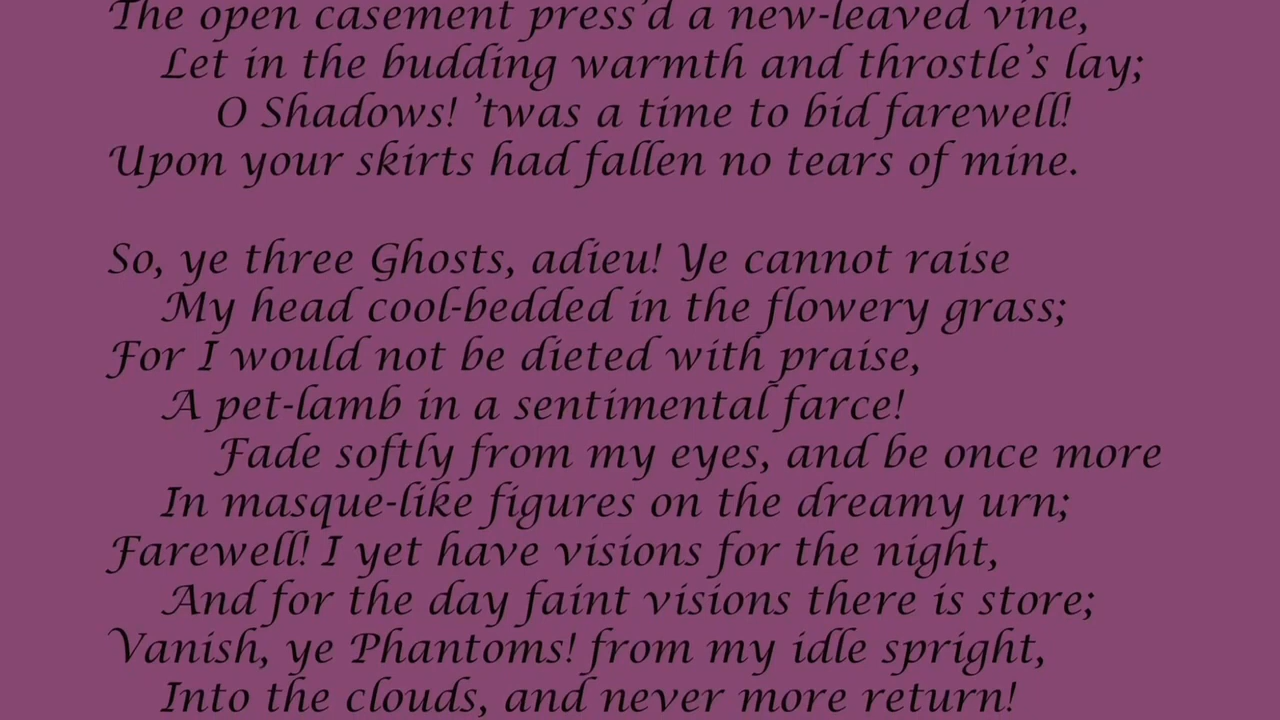 The open casement press'd a new-leaved vine,
Let in the budding warmth and throstle's lay;
O Shadows! 'twas a time to bid farewell!
Upon your skirts had fallen no tears of mine.
So, ye three Ghosts, adieu! Ye cannot raise
My head cool-bedded in the flowery grass;
For I would not be dieted with praise,
A pet-lamb in a sentimental farce!
Fade softly from my eyes, and be once more
In masque-like figures on the dreamy urn;
Farewell! I yet have visions for the night,
And for the day faint visions there is store;
Vanish, ye Phantoms! from my idle spright,
Into the clouds, and never more return!